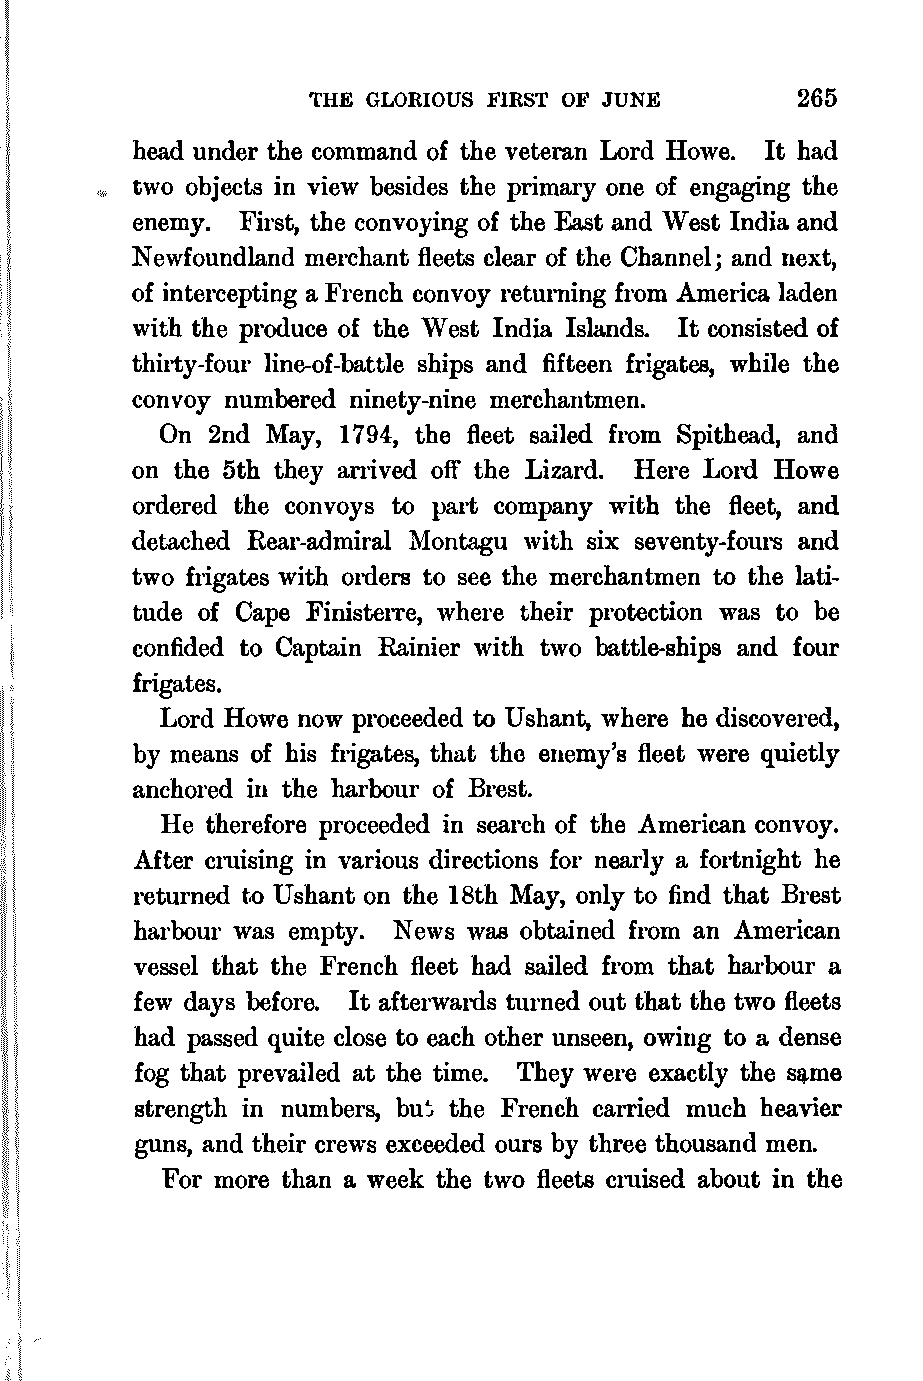 THE GLORIOUS FIRST OF JUNE 265
head under the command of the veteran Lord Howe. It had
two objects in view besides the primary one of engaging the
enemy. First, the convoying of the East and West India and
Newfoundland merchant fleets clear of the Channel; and next,
of intercepting a French convoy returning from America laden
with the produce of the West India Islands. It consisted of
thirty-four line-of-battle ships and fifteen frigates, while the
convoy numbered ninety-nine merchantmen.
On 2nd May, 1794, the fleet sailed from Spithead, and
on the 5th they arrived off the Lizard. Here Lord Howe
ordered the convoys to part company with the fleet, and
detached Rear-admiral Montagu with six seventy-fours and
two frigates with orders to see the merchantmen to the lati-
tude of Cape Finisterre, where their protection was to be
confided to Captain Rainier with two battle-ships and four
frigates.
Lord Howe now proceeded to Ushant, where he discovered,
by means of his frigates, that the enemy's fleet were quietly
anchored in the harbour of Brest.
He therefore proceeded in search of the American convoy.
After cruising in various directions for nearly a fortnight he
returned to Ushant on the 18th May, only to find that Brest
harbour was empty. News was obtained from an American
vessel that the French fleet had sailed from that harbour a
few days before. It afterwards turned out that the two fleets
had passed quite close to each other unseen, owing to a dense
fog that prevailed at the time. They were exactly the same
strength in numbers, but the French carried much heavier
guns, and their crews exceeded ours by three thousand men.
For more than a week the two fleets cruised about in the